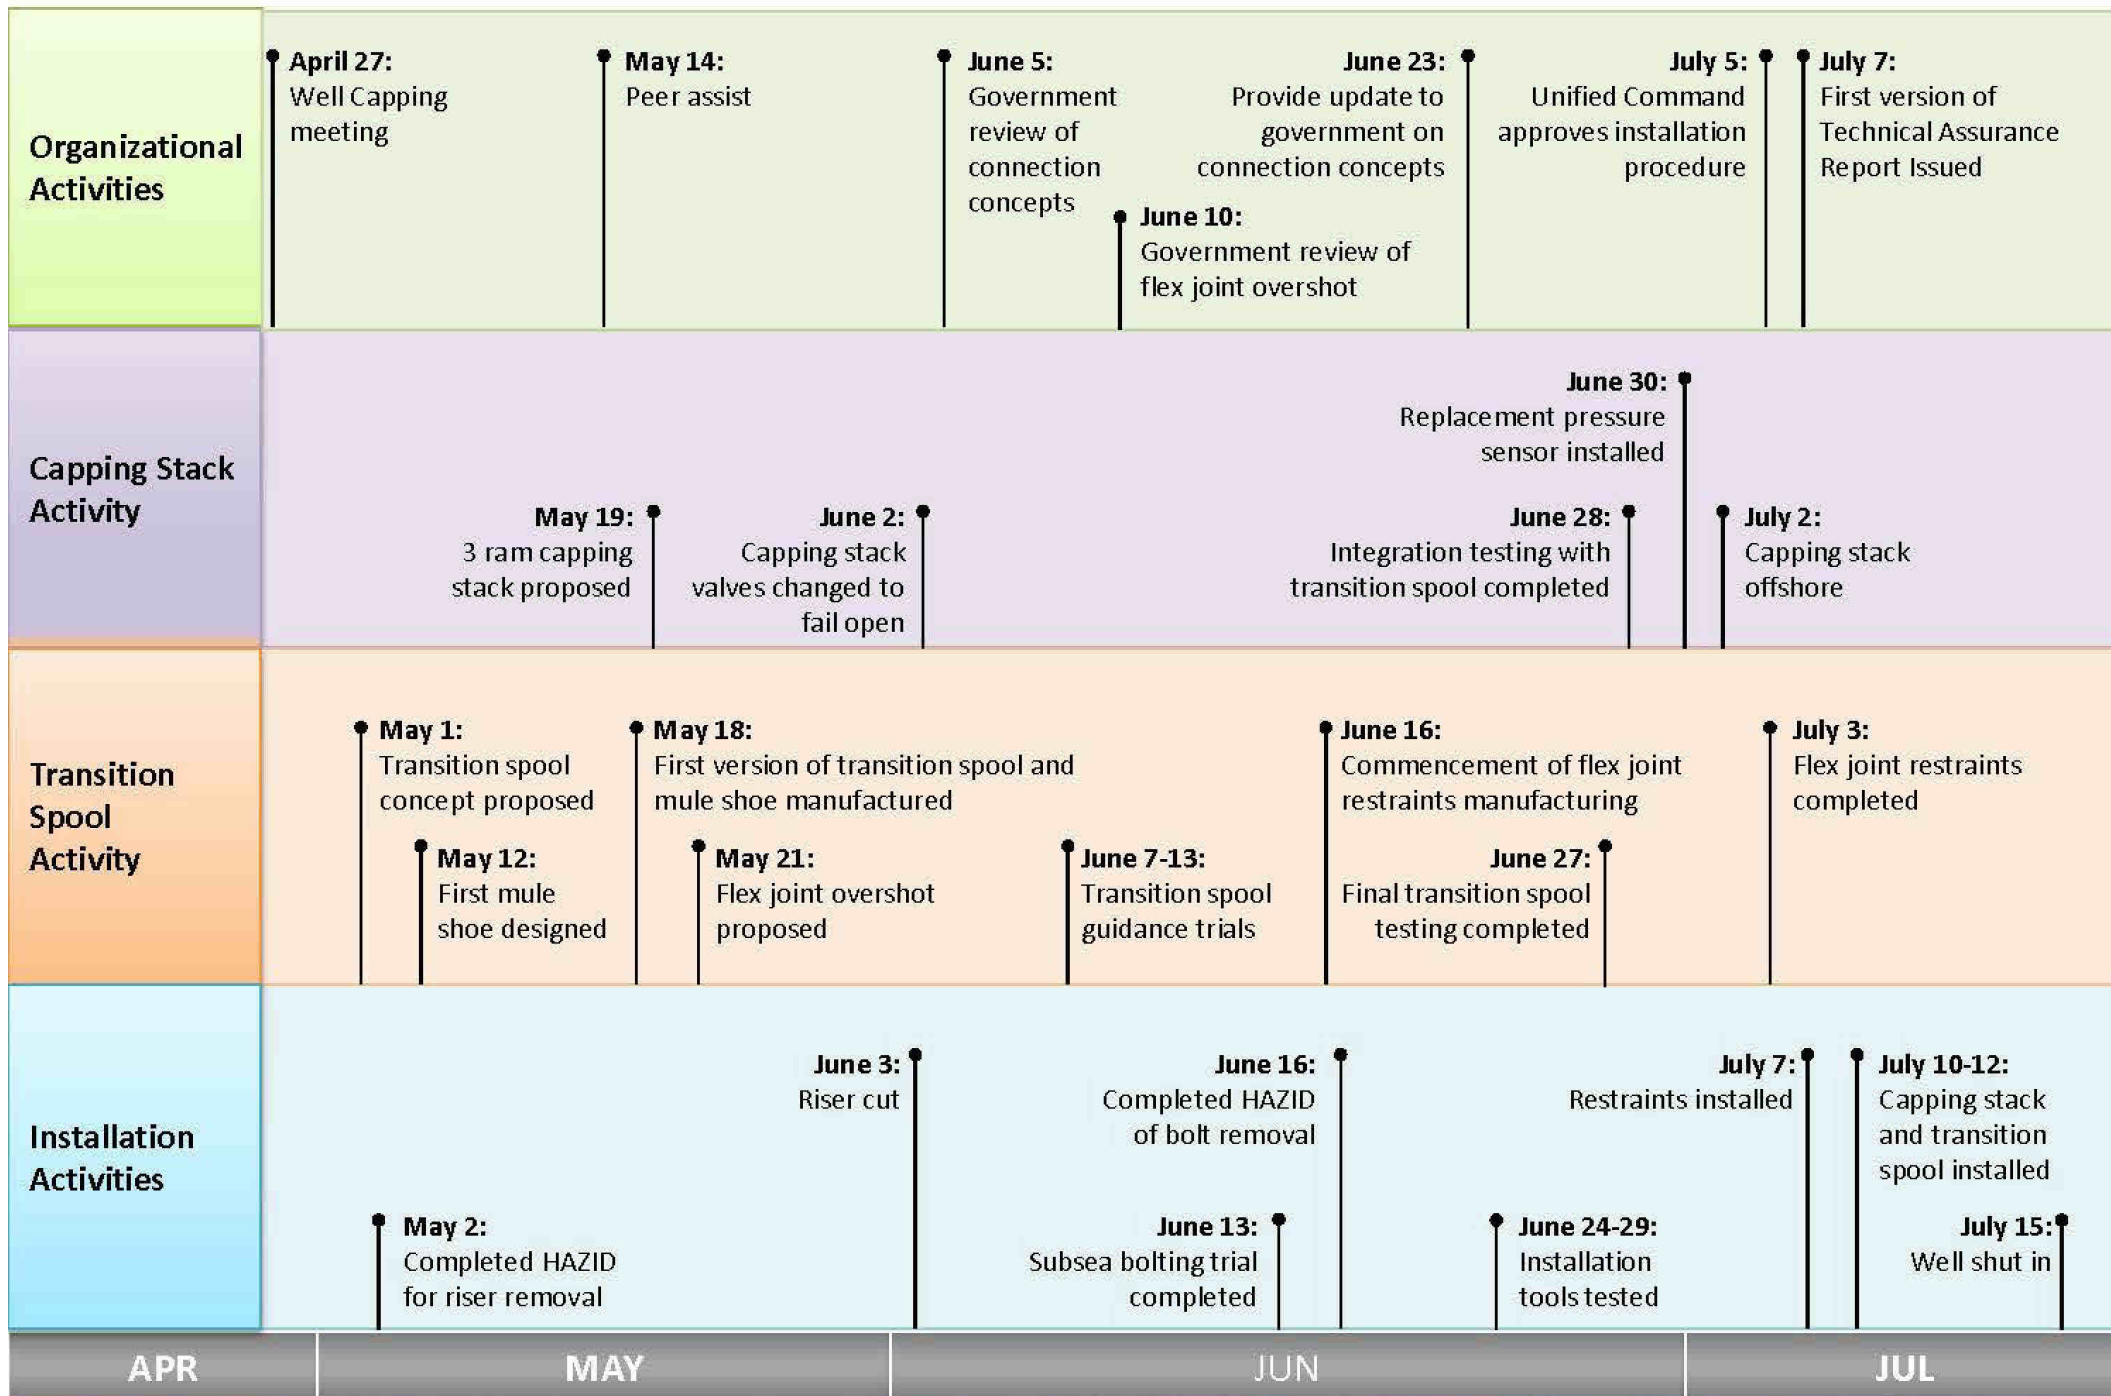 Organizational
Activities
April 27:
Well Capping
meeting
May 14:
Peer assist
June 5:
Government
review of
connection
concepts
June 10:
Government review of
flex joint overshot
June 23:
Provide update to
government on
connection concepts
July 5:
Unified Command
approves installation
procedure
July 7:
First version of
Technical Assurance
Report Issued
Capping Stack
Activity
May 19:
3 ram capping
stack proposed
June 2:
Capping stack
valves changed to
fail open
June 28:
Integration testing with
transition spool completed
June 30:
Replacement pressure
sensor installed
July 2:
Capping stack
offshore
Transition
Spool
Activity
May 1:
Transition spool
concept proposed
May 12:
First mule
shoe designed
May 18:
First version of transition spool and
mule shoe manufactured
May 21:
Flex joint overshot
proposed
June 7-13:
Transition spool
guidance trials
June 16:
Commencement of flex joint
restraints manufacturing
June 27:
Final transition spool
testing completed
July 3:
Flex joint restraints
completed
Installation
Activities
May 2:
Completed HAZID
for riser removal
June 3:
Riser cut
June 13:
Subsea bolting trial
completed
June 16:
Completed HAZID
of bolt removal
June 24-29:
Installation
tools tested
July 7:
Restraints installed
July 10-12:
Capping stack
and transition
spool installed
July 15:
Well shut in
APR
MAY
JUN
JUL